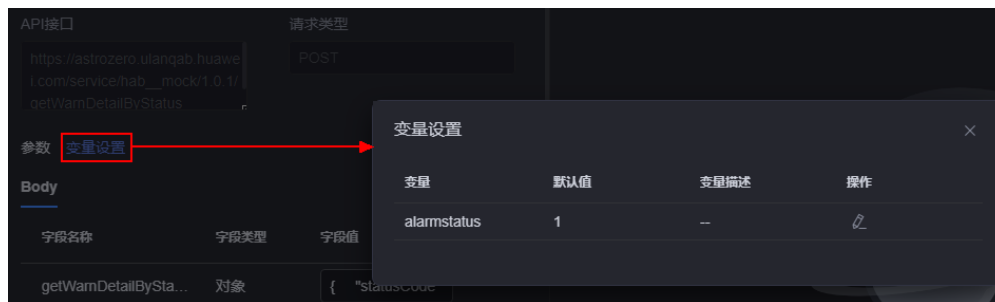 API接口
请求类型
https://astrozero.ulanqab.huawe
i.com/service/hab__mock/1.0.1/
getWarnDetailByStatus
POST
变量设置
参数 变量设置
变量 默认值 变量描述 操作
Body
alarmstatus 1 --
字段名称 字段类型 字段值
getWarnDetailBySta... 对象 { "statusCode"